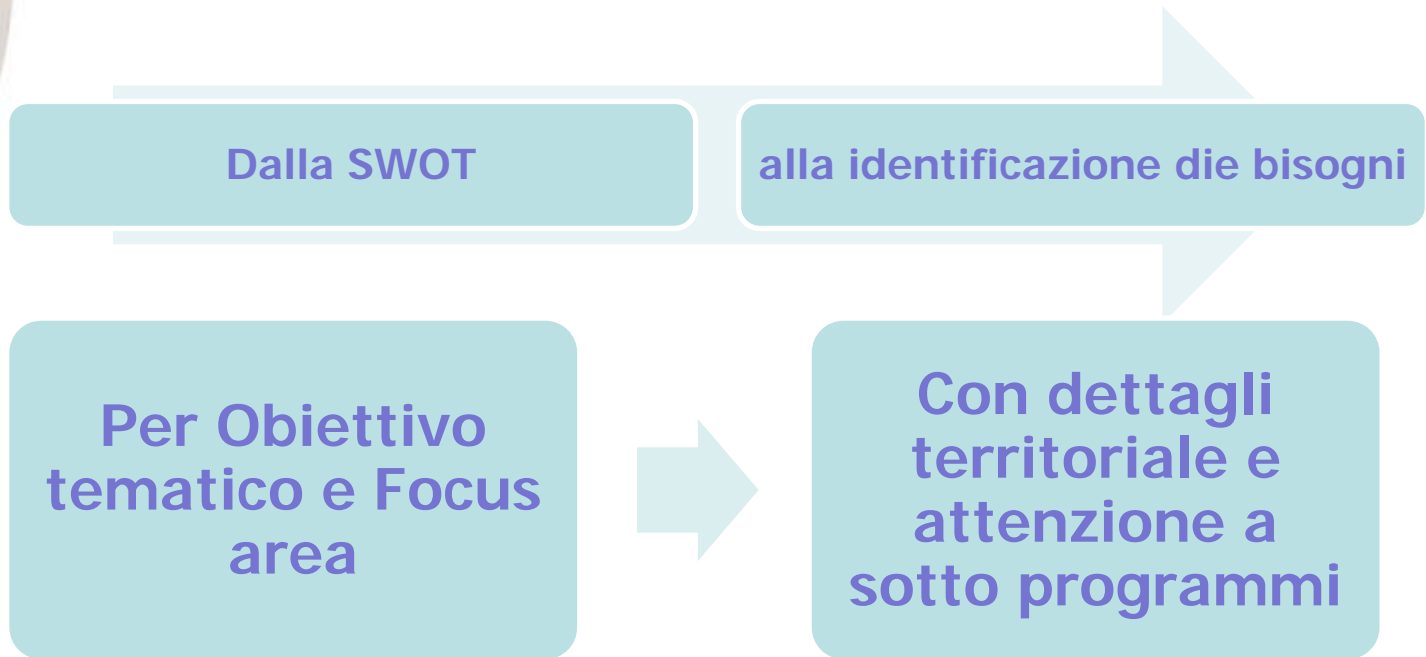 Dalla SWOT
alla identificazione die bisogni
Per Obiettivo
tematico e Focus
area
Con dettagli
territoriale e
attenzione a
sotto programmi